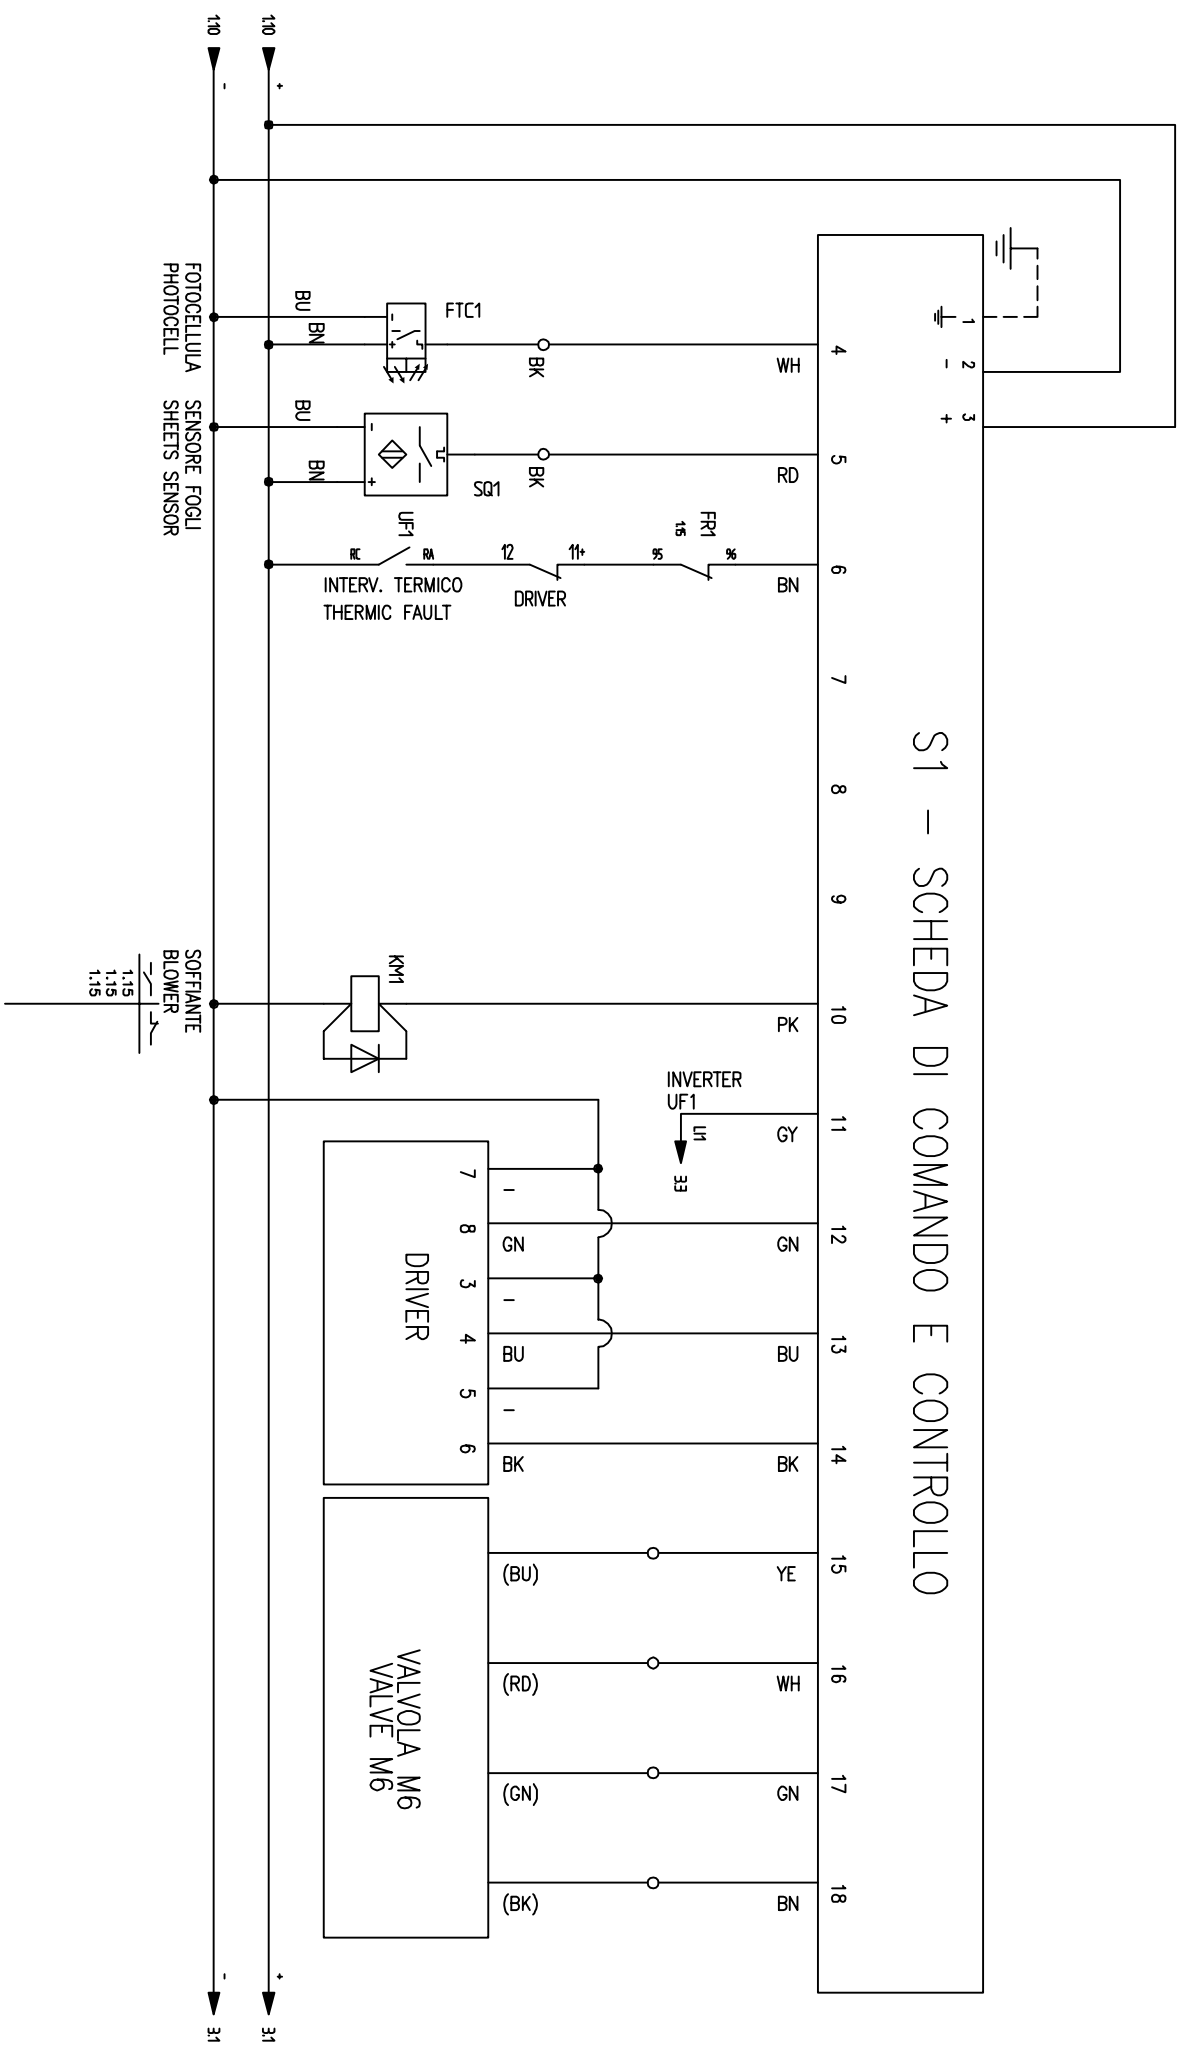 S1 – SCHEDA DI COMANDO E CONTROLLO
1 2 3
- +
4 5 6 7 8 9 10 11 12 13 14 15 16 17 18
WH
RD
BN
PK
GY
GN
BU
BK
YE
WH
GN
BN
FR1
1.15
95
96
BK
BK
12
11+
DRIVER
INVERTER
UF1
LI1
3.3
FTC1
-
+
SQ1
-
+
UF1
RC
RA
INTERV. TERMICO
THERMIC FAULT
KM1
7 8 3 4 5 6
–
GN
–
BU
–
BK
DRIVER
(BU)
(RD)
(GN)
(BK)
VALVOLA M6
VALVE M6
BU
BN
BU
BN
1.10
+
+
3.1
1.10
-
-
3.1
FOTOCELLULA
PHOTOCELL
SENSORE FOGLI
SHEETS SENSOR
SOFFIANTE
BLOWER
1.15
1.15
1.15